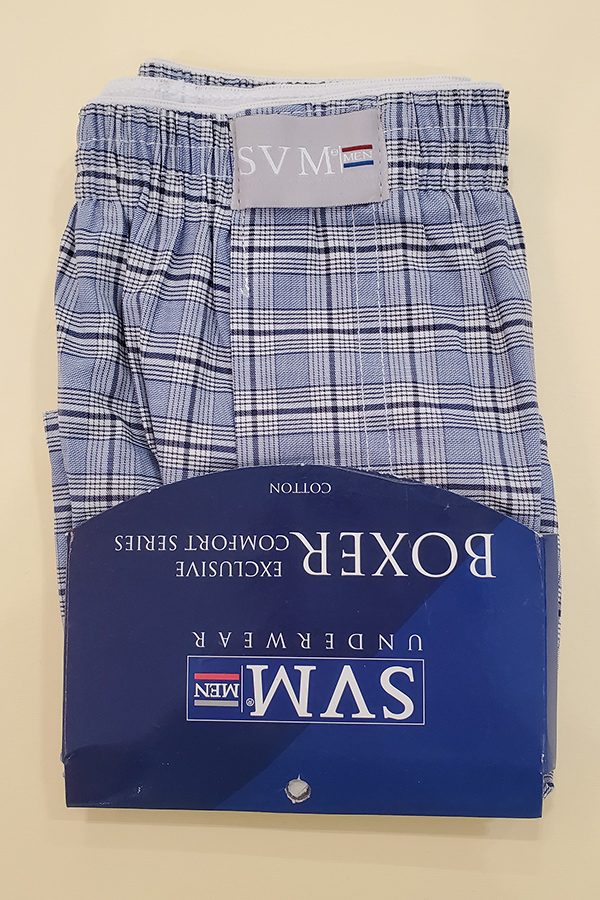 SVM® MEN
SVM® MEN
UNDERWEAR
BOXER EXCLUSIVE
COMFORT SERIES
COTTON